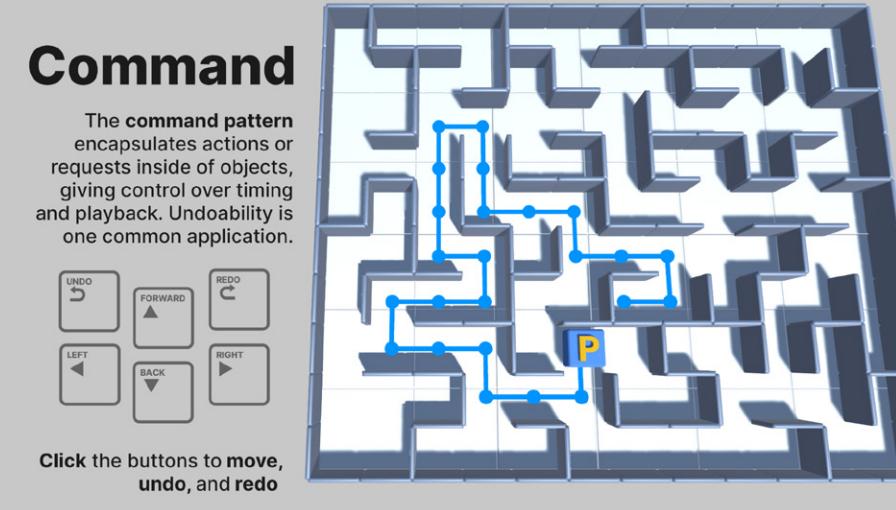 Command
The command pattern
encapsulates actions or
requests inside of objects,
giving control over timing
and playback. Undoability is
one common application.
UNDO
FORWARD
REDO
LEFT
BACK
RIGHT
Click the buttons to move,
undo, and redo
P